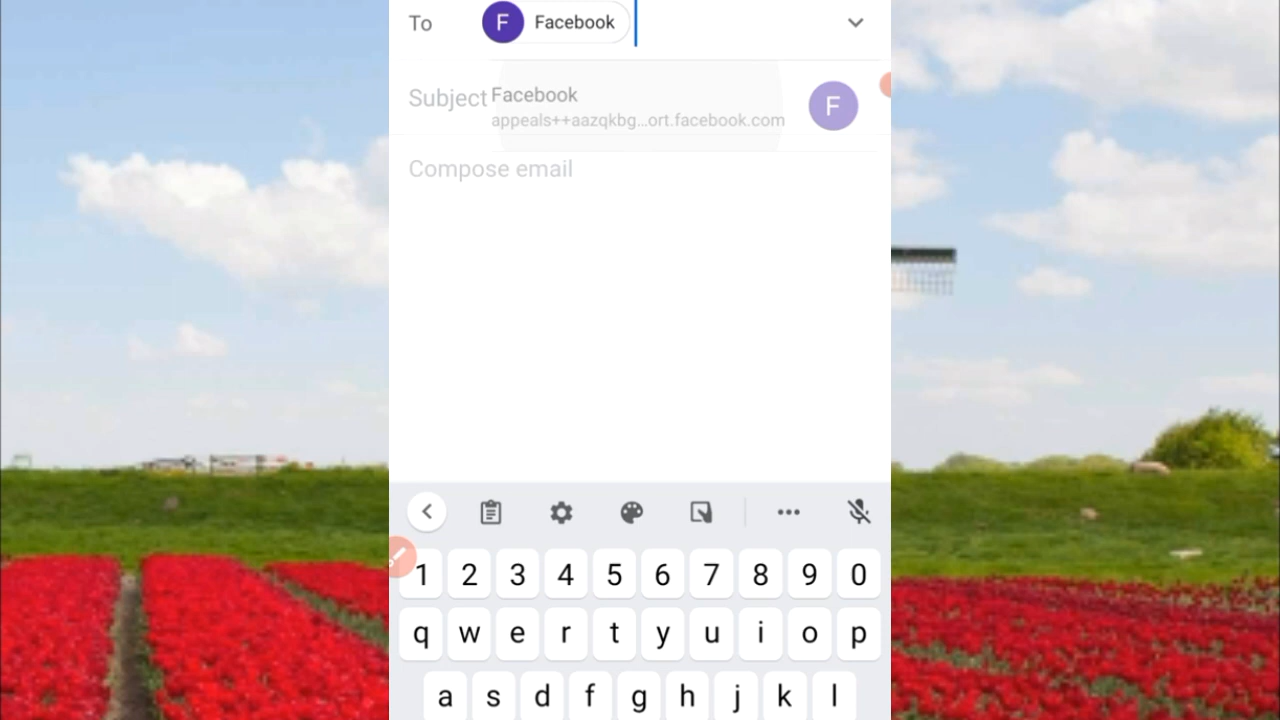 To
F Facebook
Subject
Facebook
appeals++aazqkbg...ort.facebook.com
F
Compose email
1 2 3 4 5 6 7 8 9 0
q w e r t y u i o p
a s d f g h j k l